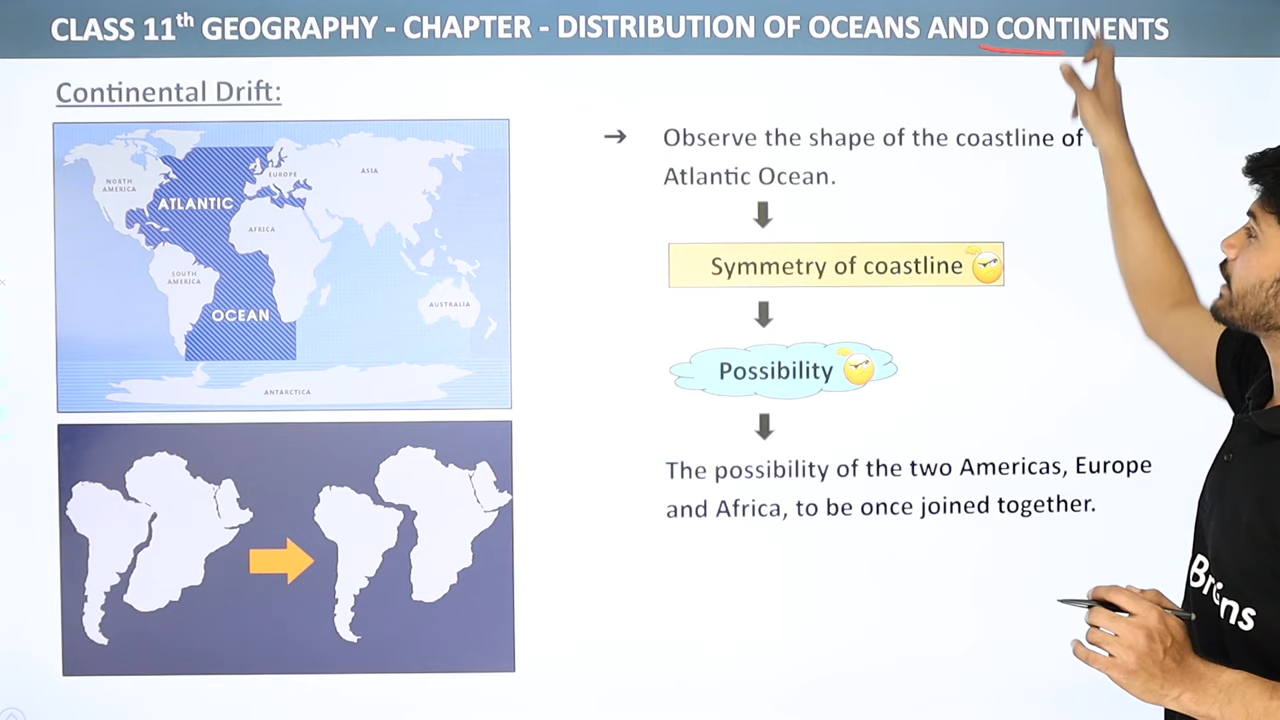 CLASS 11th GEOGRAPHY - CHAPTER - DISTRIBUTION OF OCEANS AND CONTINENTS
Continental Drift:
NORTH
AMERICA
EUROPE
ASIA
ATLANTIC
AFRICA
SOUTH
AMERICA
OCEAN
AUSTRALIA
ANTARCTICA
→ Observe the shape of the coastline of
Atlantic Ocean.
Symmetry of coastline
Possibility
The possibility of the two Americas, Europe
and Africa, to be once joined together.
Br
ns